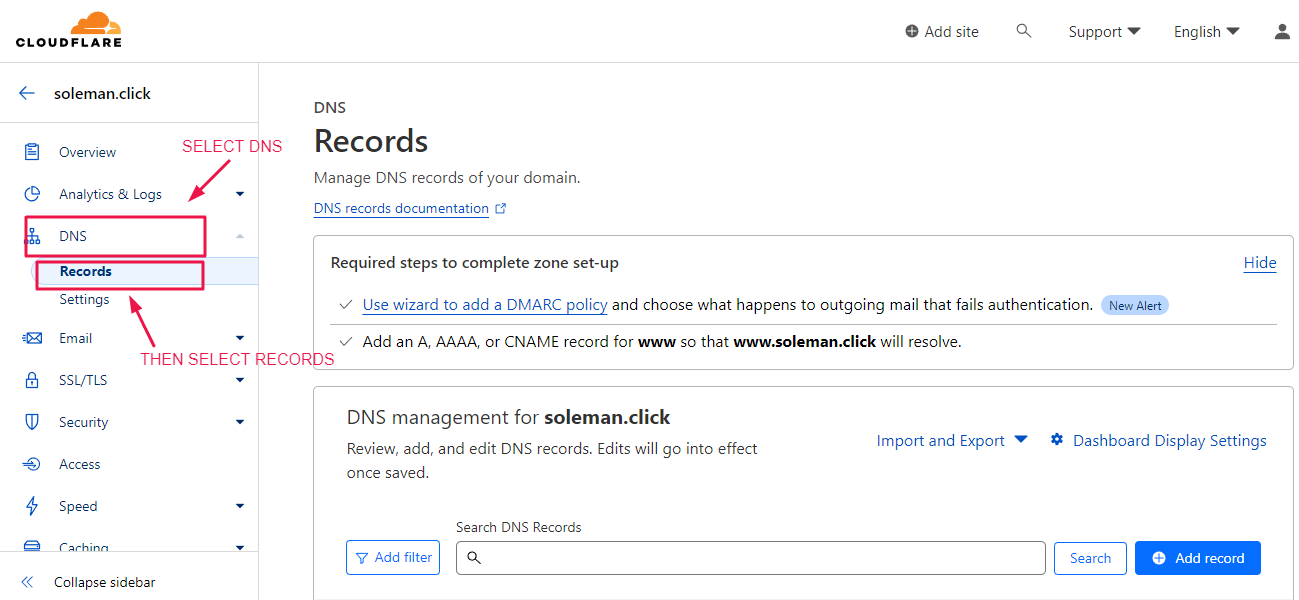 CLOUDFLARE
Add site
Support
English
soleman.click
Overview
SELECT DNS
Analytics & Logs
DNS
Records
Settings
THEN SELECT RECORDS
Email
SSL/TLS
Security
Access
Speed
Caching
Collapse sidebar
DNS
Records
Manage DNS records of your domain.
DNS records documentation
Required steps to complete zone set-up
Hide
Use wizard to add a DMARC policy and choose what happens to outgoing mail that fails authentication. New Alert
Add an A, AAAA, or CNAME record for www so that www.soleman.click will resolve.
DNS management for soleman.click
Review, add, and edit DNS records. Edits will go into effect
once saved.
Import and Export
Dashboard Display Settings
Search DNS Records
Add filter
Search
Add record